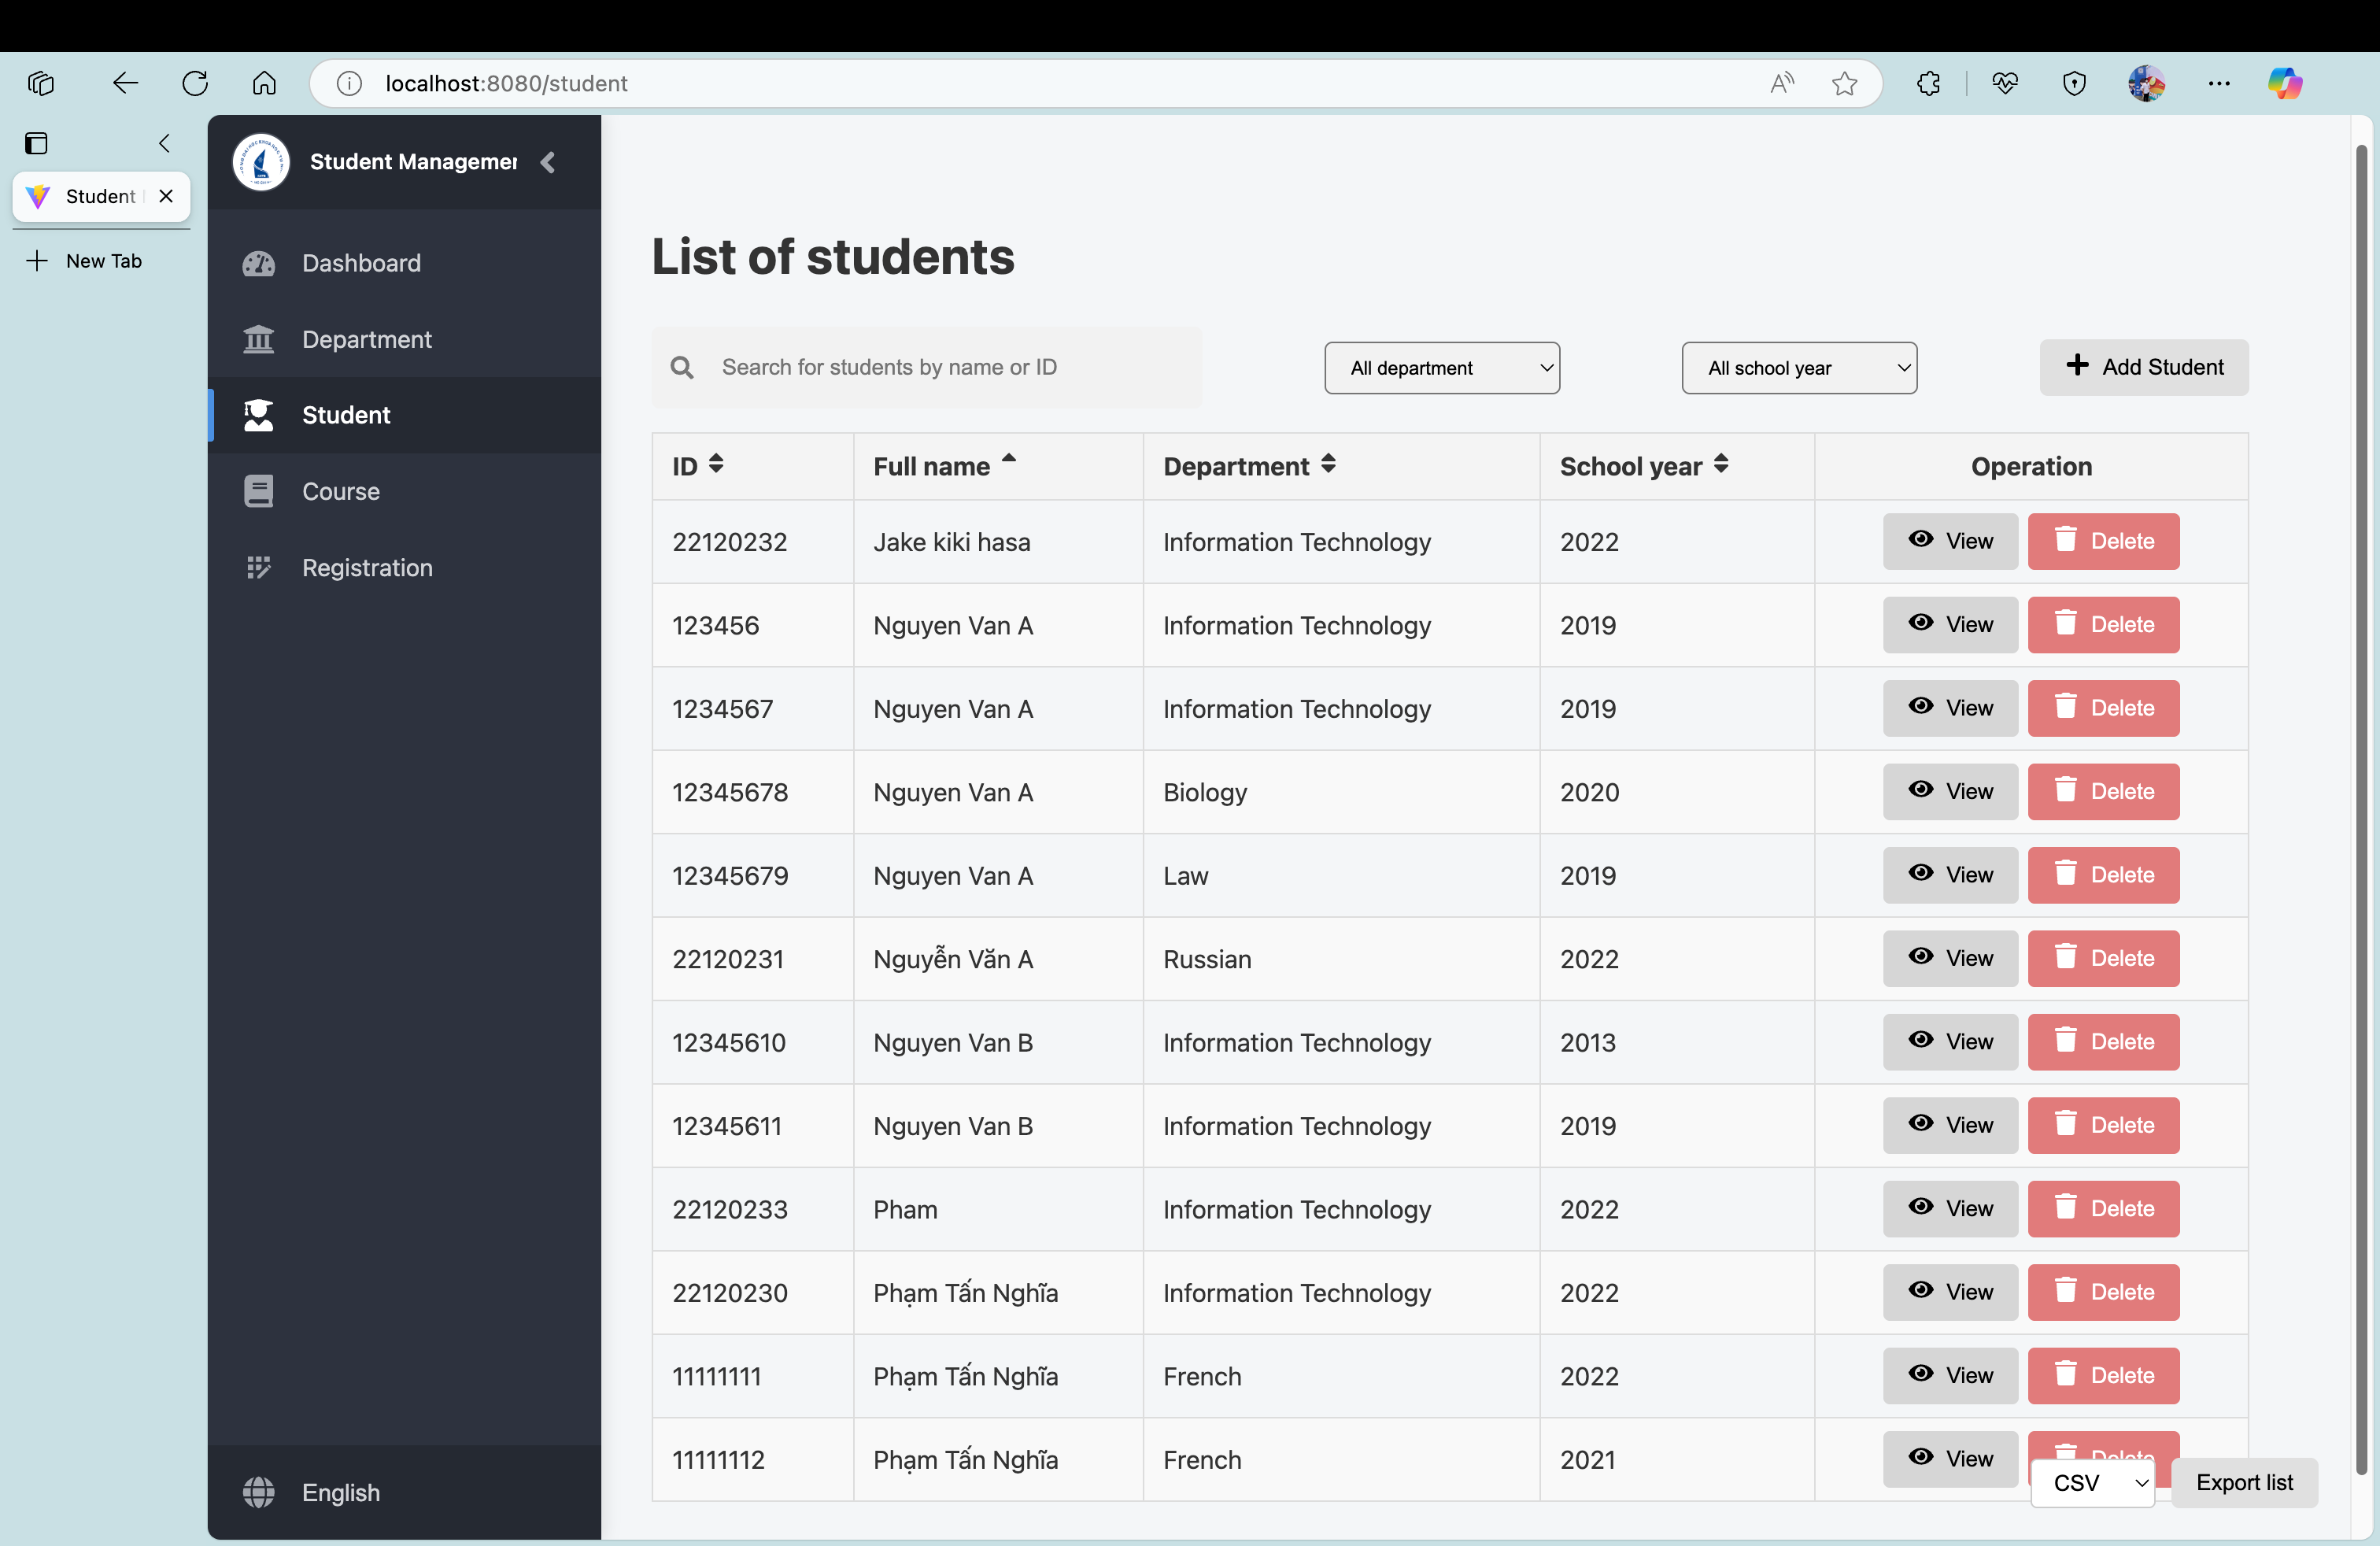 localhost:8080/student
Student
New Tab
Student Managemen
Dashboard
Department
Student
Course
Registration
English
List of students
Search for students by name or ID
All department
All school year
Add Student
ID Full name Department School year Operation
22120232 Jake kiki hasa Information Technology 2022 View Delete
123456 Nguyen Van A Information Technology 2019 View Delete
1234567 Nguyen Van A Information Technology 2019 View Delete
12345678 Nguyen Van A Biology 2020 View Delete
12345679 Nguyen Van A Law 2019 View Delete
22120231 Nguyễn Văn A Russian 2022 View Delete
12345610 Nguyen Van B Information Technology 2013 View Delete
12345611 Nguyen Van B Information Technology 2019 View Delete
22120233 Pham Information Technology 2022 View Delete
22120230 Phạm Tấn Nghĩa Information Technology 2022 View Delete
11111111 Phạm Tấn Nghĩa French 2022 View Delete
11111112 Phạm Tấn Nghĩa French 2021 View Delete
CSV
Export list